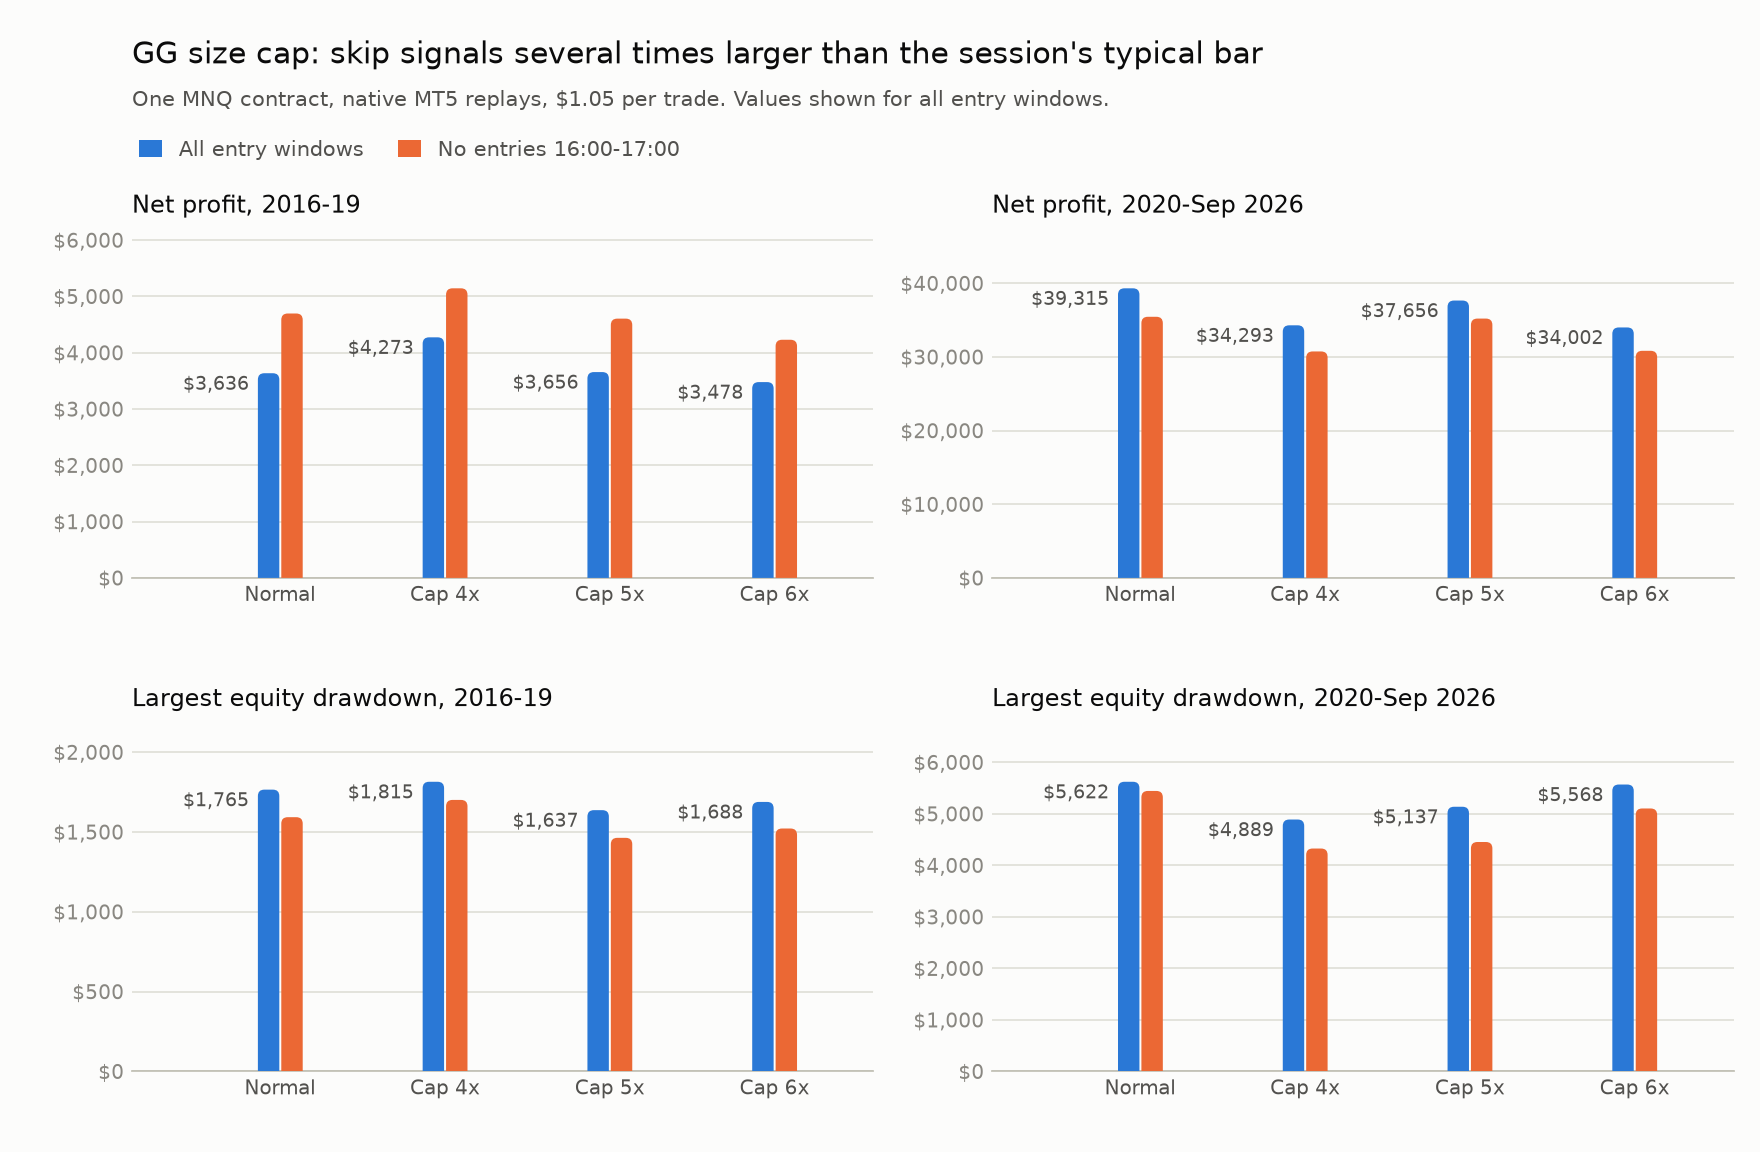 GG size cap: skip signals several times larger than the session's typical bar
One MNQ contract, native MT5 replays, $1.05 per trade. Values shown for all entry windows.
All entry windows
No entries 16:00-17:00
Net profit, 2016-19
$6,000
$5,000
$4,000
$3,000
$2,000
$1,000
$0
$3,636
$4,273
$3,656
$3,478
Normal
Cap 4x
Cap 5x
Cap 6x
Net profit, 2020-Sep 2026
$40,000
$30,000
$20,000
$10,000
$0
$39,315
$34,293
$37,656
$34,002
Normal
Cap 4x
Cap 5x
Cap 6x
Largest equity drawdown, 2016-19
$2,000
$1,500
$1,000
$500
$0
$1,765
$1,815
$1,637
$1,688
Normal
Cap 4x
Cap 5x
Cap 6x
Largest equity drawdown, 2020-Sep 2026
$6,000
$5,000
$4,000
$3,000
$2,000
$1,000
$0
$5,622
$4,889
$5,137
$5,568
Normal
Cap 4x
Cap 5x
Cap 6x